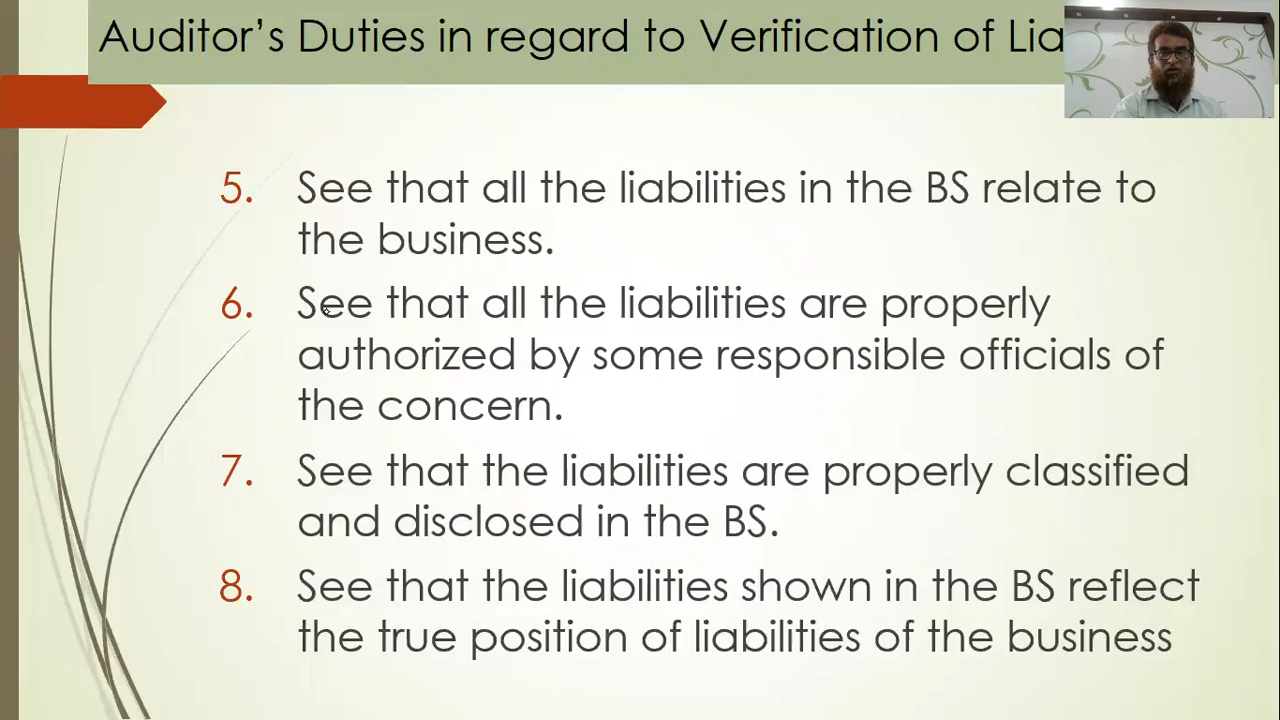 Auditor's Duties in regard to Verification of Lia
5. See that all the liabilities in the BS relate to
the business.
6. See that all the liabilities are properly
authorized by some responsible officials of
the concern.
7. See that the liabilities are properly classified
and disclosed in the BS.
8. See that the liabilities shown in the BS reflect
the true position of liabilities of the business